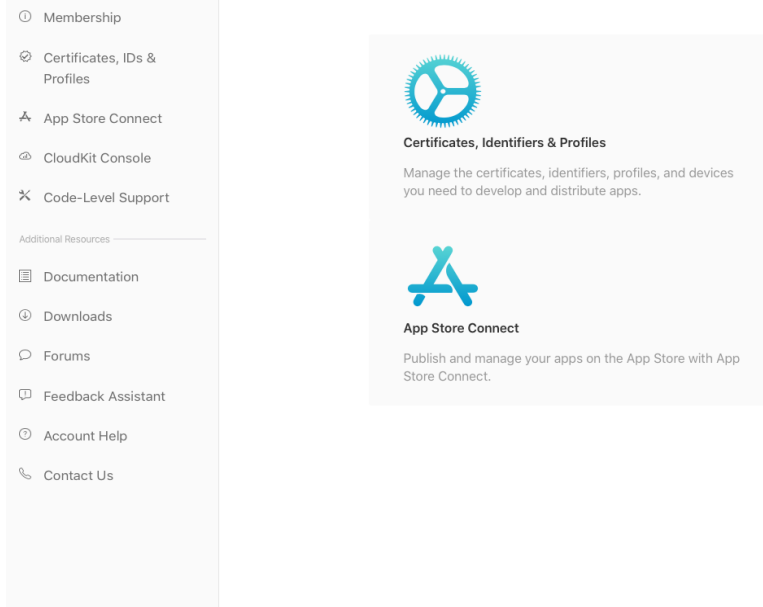 Membership
Certificates, IDs &
Profiles
App Store Connect
CloudKit Console
Code-Level Support
Additional Resources
Documentation
Downloads
Forums
Feedback Assistant
Account Help
Contact Us
Certificates, Identifiers & Profiles
Manage the certificates, identifiers, profiles, and devices
you need to develop and distribute apps.
App Store Connect
Publish and manage your apps on the App Store with App
Store Connect.